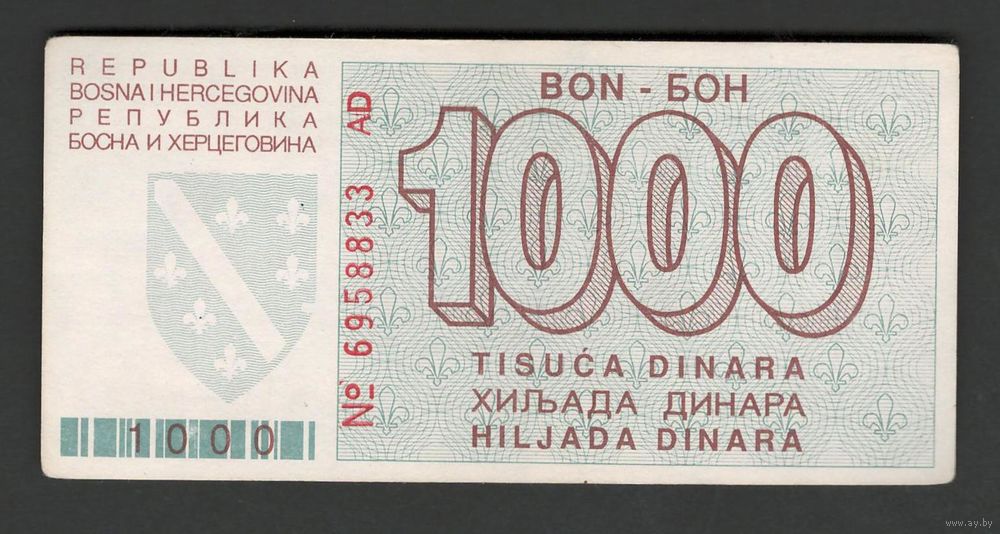 REPUBLIKA
BOSNA I HERCEGOVINA
РЕПУБЛИКА
БОСНА И ХЕРЦЕГОВИНА
1000
№ 6958833 AD
BON - БОН
1000
TISUĆA DINARA
ХИЉАДА ДИНАРА
HILJADA DINARA
www.ay.by